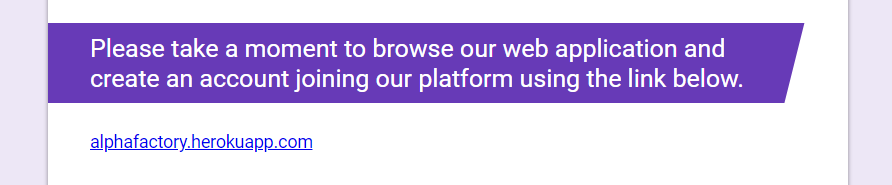 Please take a moment to browse our web application and
create an account joining our platform using the link below.
alphafactory.herokuapp.com